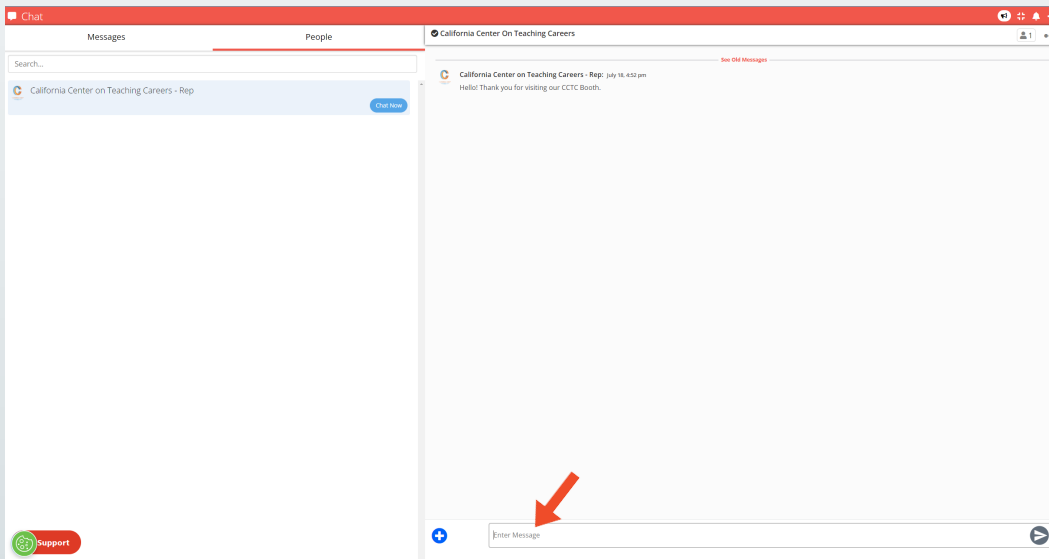 Chat
Messages
People
Search...
California Center on Teaching Careers - Rep
Chat Now
California Center On Teaching Careers
1
See Old Messages
California Center on Teaching Careers - Rep: July 18, 4:52 pm
Hello! Thank you for visiting our CCTC Booth.
Enter Message
Support